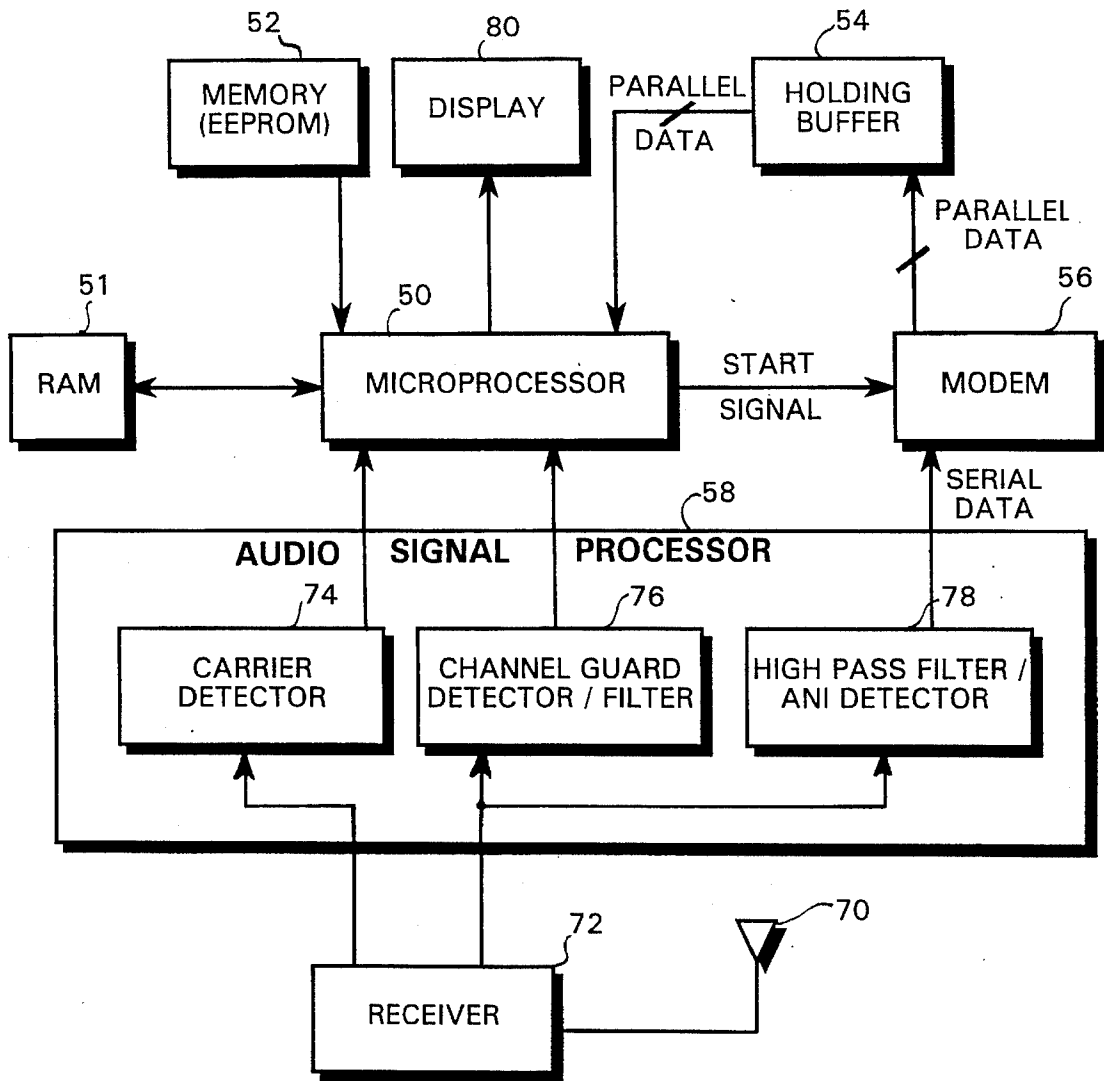 52
80
54
MEMORY
(EEPROM)
DISPLAY
PARALLEL
DATA
HOLDING
BUFFER
PARALLEL
DATA
51
50
56
RAM
MICROPROCESSOR
START
SIGNAL
MODEM
SERIAL
DATA
58
AUDIO SIGNAL PROCESSOR
74
76
78
CARRIER
DETECTOR
CHANNEL GUARD
DETECTOR / FILTER
HIGH PASS FILTER /
ANI DETECTOR
70
72
RECEIVER